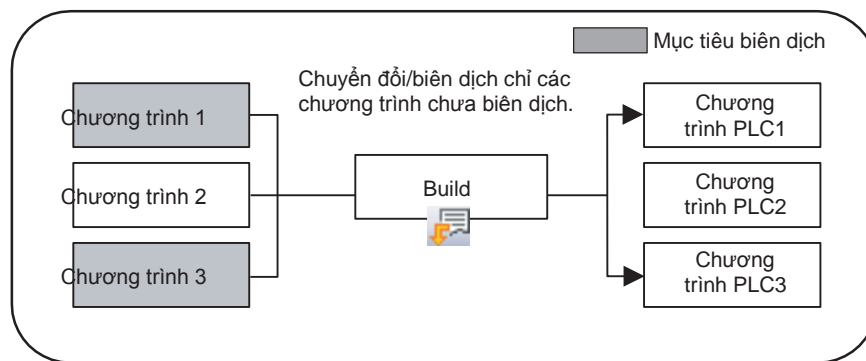 Mục tiêu biên dịch
Chuyển đổi/biên dịch chỉ các
chương trình chưa biên dịch.
Chương trình 1
Chương trình 2
Chương trình 3
Build
Chương
trình PLC1
Chương
trình PLC2
Chương
trình PLC3